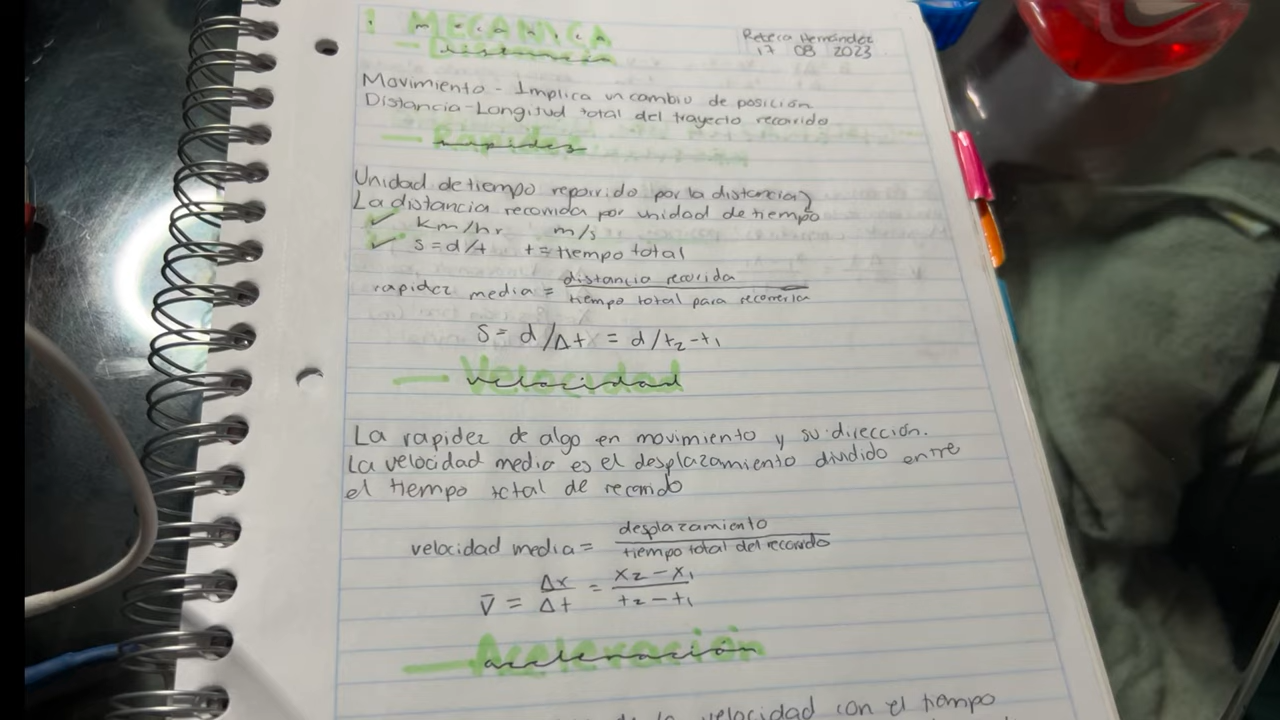 MECANICA
Rebeca Hernández
17 08 2023
— Distancia
Movimiento - Implica un cambio de posición
Distancia - Longitud total del trayecto recorrido
— Rapidez
Unidad de tiempo reporrido por la distancia
La distancia recorrida por unidad de tiempo
✓ km/hr m/s
✓ s = d/t t = tiempo total
rapidez media = distancia recorrida
tiempo total para recorrerla
s = d/Δt = d/t₂-t₁
— Velocidad
La rapidez de algo en movimiento y su dirección.
La velocidad media es el desplazamiento dividido entre
el tiempo total de recorrido
velocidad media = desplazamiento
tiempo total del recorrido
v̄ = Δx/Δt = x₂-x₁/t₂-t₁
— Aceleración
de la velocidad con el tiempo